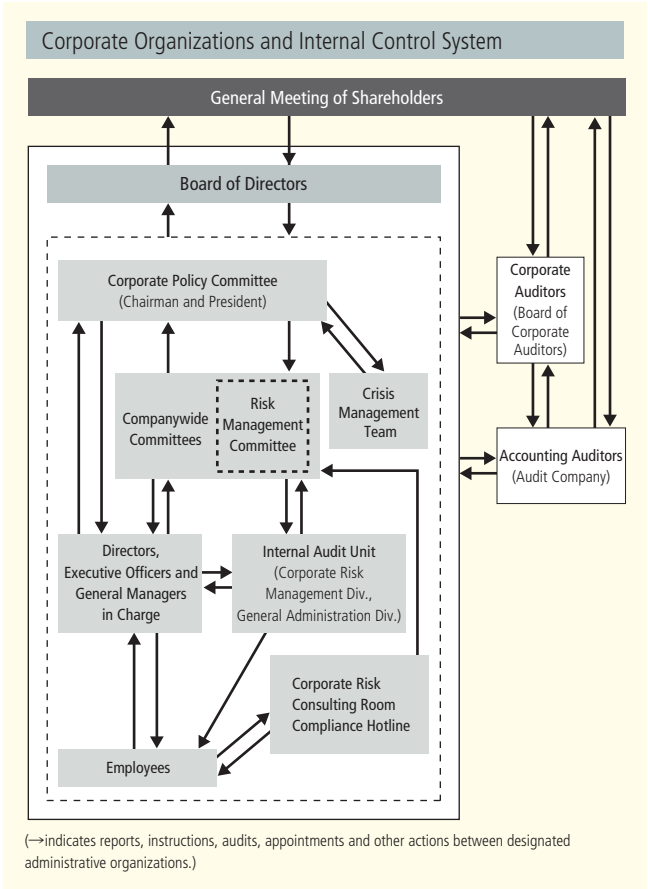 Corporate Organizations and Internal Control System
General Meeting of Shareholders
Board of Directors
Corporate Policy Committee
(Chairman and President)
Corporate
Auditors
(Board of
Corporate
Auditors)
Companywide
Committees
Risk
Management
Committee
Crisis
Management
Team
Accounting Auditors
(Audit Company)
Directors,
Executive Officers and
General Managers
in Charge
Internal Audit Unit
(Corporate Risk
Management Div.,
General Administration Div.)
Corporate Risk
Consulting Room
Compliance Hotline
Employees
(→indicates reports, instructions, audits, appointments and other actions between designated
administrative organizations.)